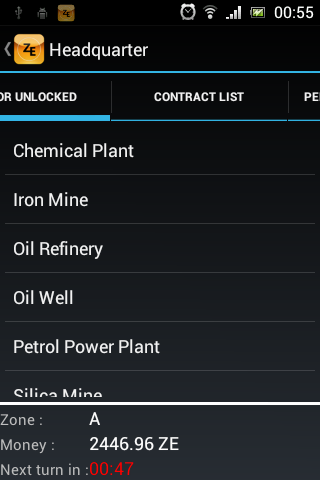 00:55
ZE Headquarter
OR UNLOCKED CONTRACT LIST PE
Chemical Plant
Iron Mine
Oil Refinery
Oil Well
Petrol Power Plant
Silica Mine
Zone : A
Money : 2446.96 ZE
Next turn in : 00:47